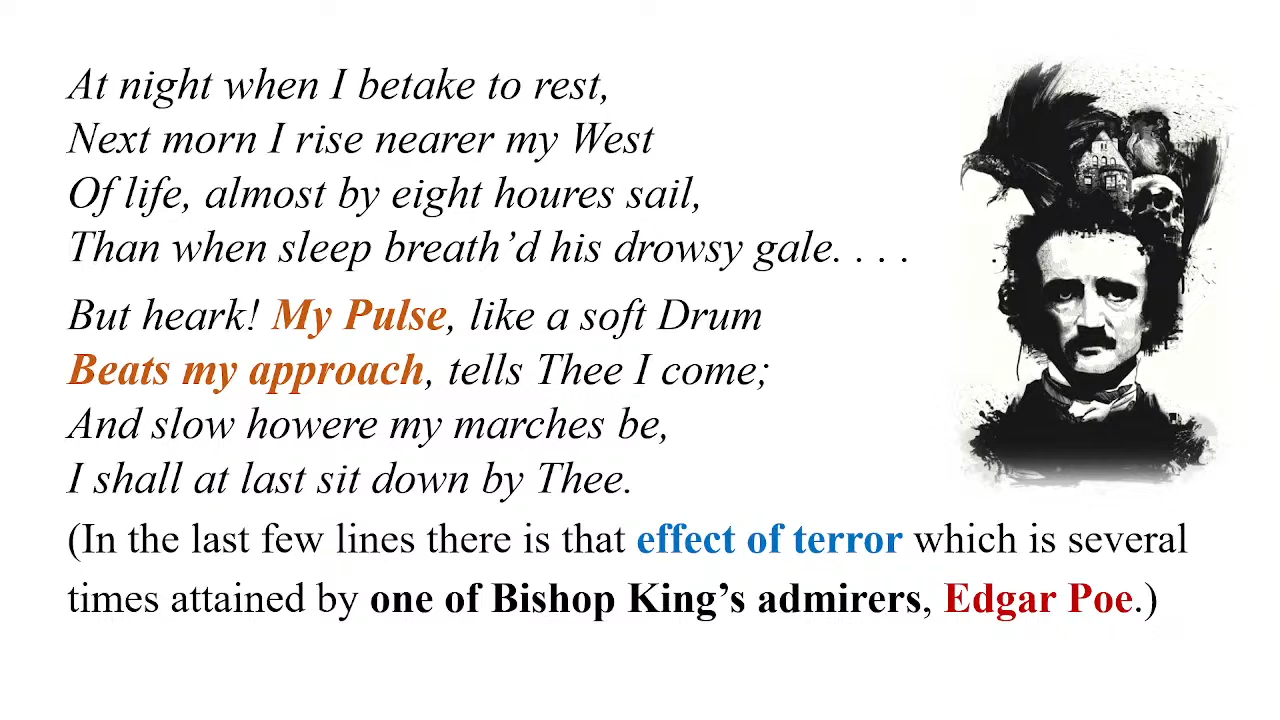 At night when I betake to rest,
Next morn I rise nearer my West
Of life, almost by eight houres sail,
Than when sleep breath’d his drowsy gale. . . .
But heark! My Pulse, like a soft Drum
Beats my approach, tells Thee I come;
And slow howere my marches be,
I shall at last sit down by Thee.
(In the last few lines there is that effect of terror which is several
times attained by one of Bishop King’s admirers, Edgar Poe.)